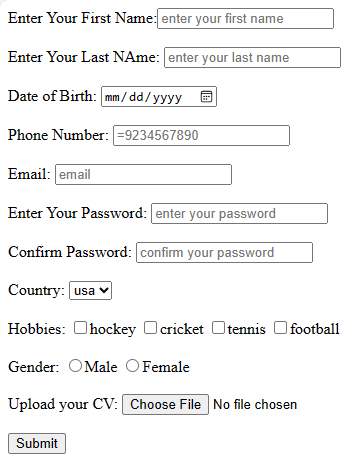 Enter Your First Name: enter your first name
Enter Your Last NAme: enter your last name
Date of Birth: mm/dd/yyyy
Phone Number: =9234567890
Email: email
Enter Your Password: enter your password
Confirm Password: confirm your password
Country: usa
Hobbies: hockey cricket tennis football
Gender: Male Female
Upload your CV: Choose File No file chosen
Submit